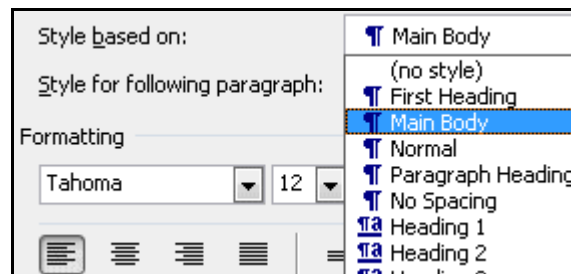 Style based on:
¶ Main Body
(no style)
Style for following paragraph:
¶ First Heading
¶ Main Body
Formatting
¶ Normal
Tahoma
12
¶ Paragraph Heading
¶ No Spacing
¶a Heading 1
¶a Heading 2